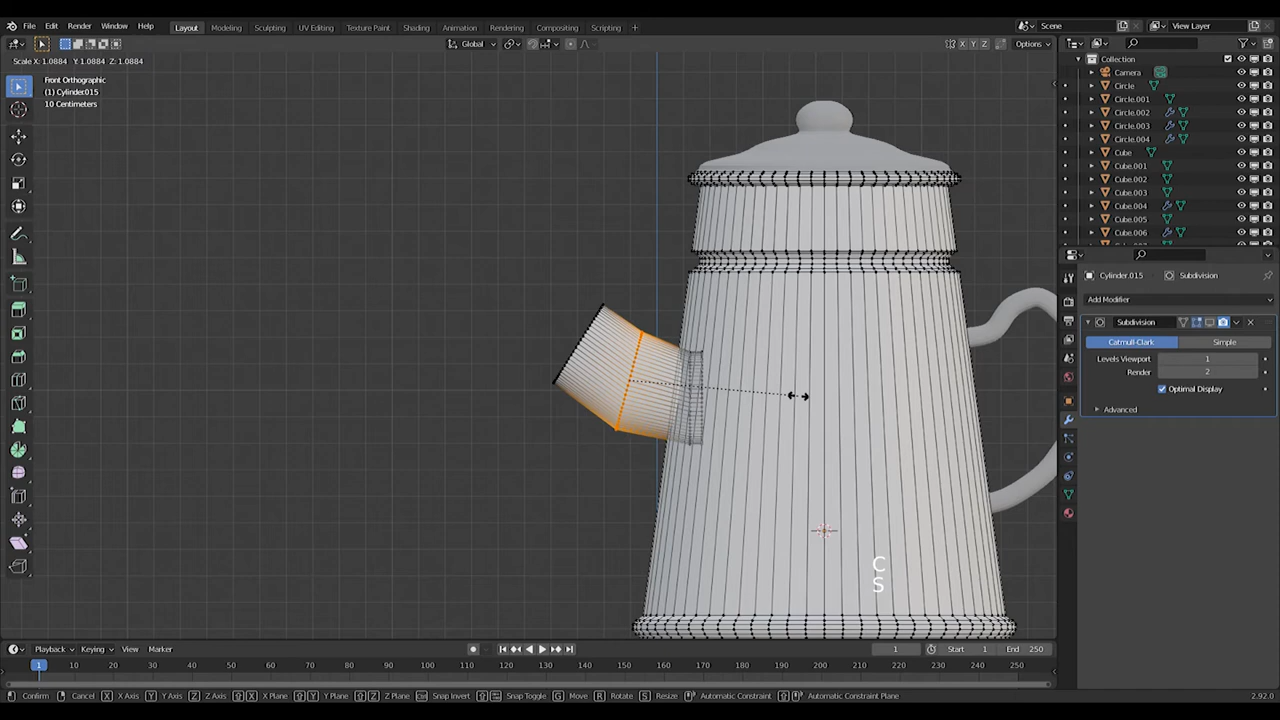 File Edit Render Window Help Layout Modeling Sculpting UV Editing Texture Paint Shading Animation Rendering Compositing Scripting Scene View Layer
Global X Y Z Options
Scale X: 1.0884 Y: 1.0884 Z: 1.0884
Front Orthographic
(1) Cylinder.015
10 Centimeters
Collection
Camera
Circle
Circle.001
Circle.002
Circle.003
Circle.004
Cube
Cube.001
Cube.002
Cube.003
Cube.004
Cube.005
Cube.006
Cylinder.015 Subdivision
Add Modifier
Subdivision
Catmull-Clark Simple
Levels Viewport 1
Render 2
Optimal Display
Advanced
C
S
Playback Keying View Marker 1 Start 1 End 250
1 10 20 30 40 50 60 70 80 90 100 110 120 130 140 150 160 170 180 190 200 210 220 230 240 250
Confirm Cancel X X Axis Y Y Axis Z Z Axis X X Plane Y Y Plane Z Z Plane Snap Invert Snap Toggle G Move R Rotate S Resize Automatic Constraint Automatic Constraint Plane 2.92.0